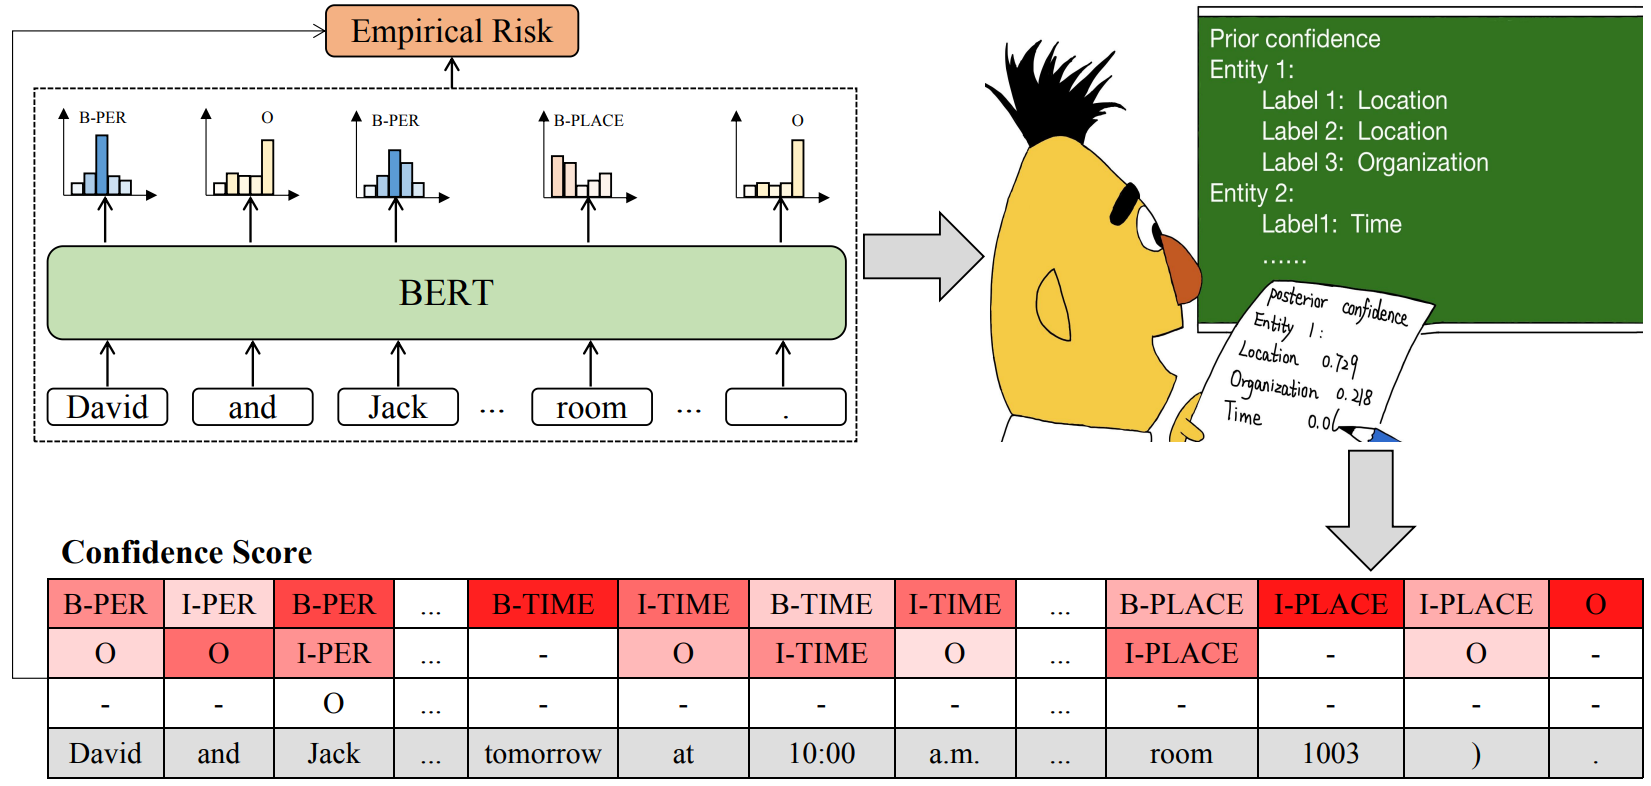 Empirical Risk
B-PER
O
B-PER
B-PLACE
O
BERT
David and Jack ... room ... .
Prior confidence
Entity 1:
Label 1: Location
Label 2: Location
Label 3: Organization
Entity 2:
Label1: Time
......
posterior confidence
Entity 1:
Location 0.729
Organization 0.218
Time 0.0
Confidence Score
B-PER I-PER B-PER ... B-TIME I-TIME B-TIME I-TIME ... B-PLACE I-PLACE I-PLACE O
O O I-PER ... - O I-TIME O ... I-PLACE - O -
- - O ... - - - - ... - - - -
David and Jack ... tomorrow at 10:00 a.m. ... room 1003 ) .